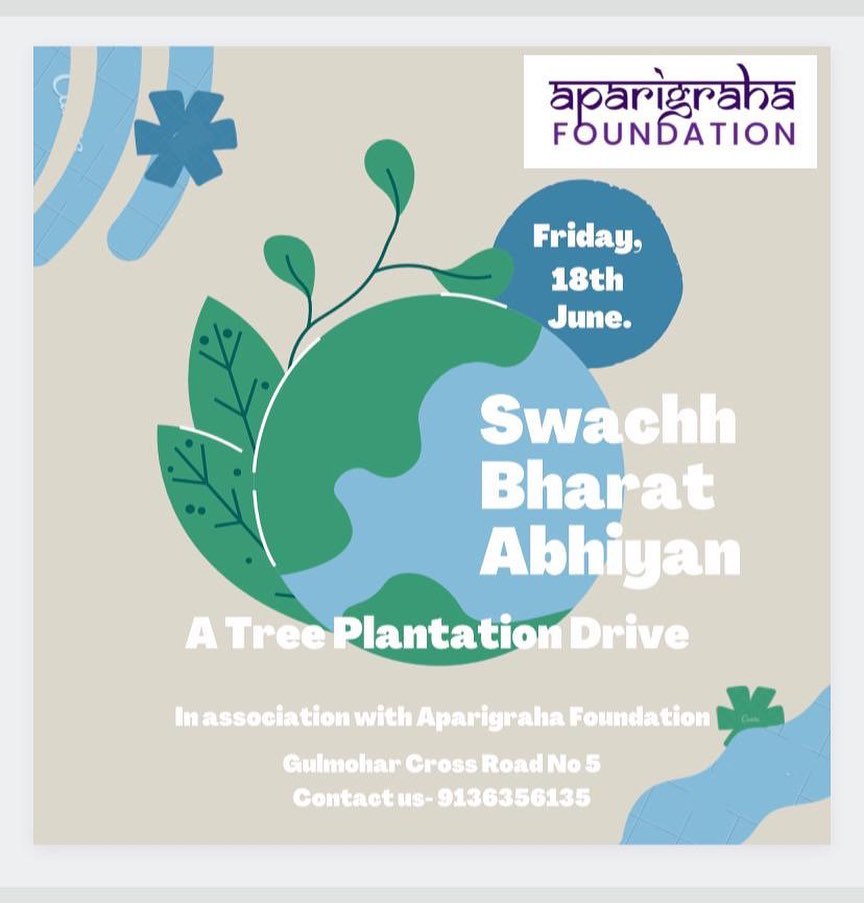 aparigraha
FOUNDATION
Friday,
18th
June.
Swachh
Bharat
Abhiyan
A Tree Plantation Drive
In association with Aparigraha Foundation
Gulmohar Cross Road No 5
Contact us- 9136356135